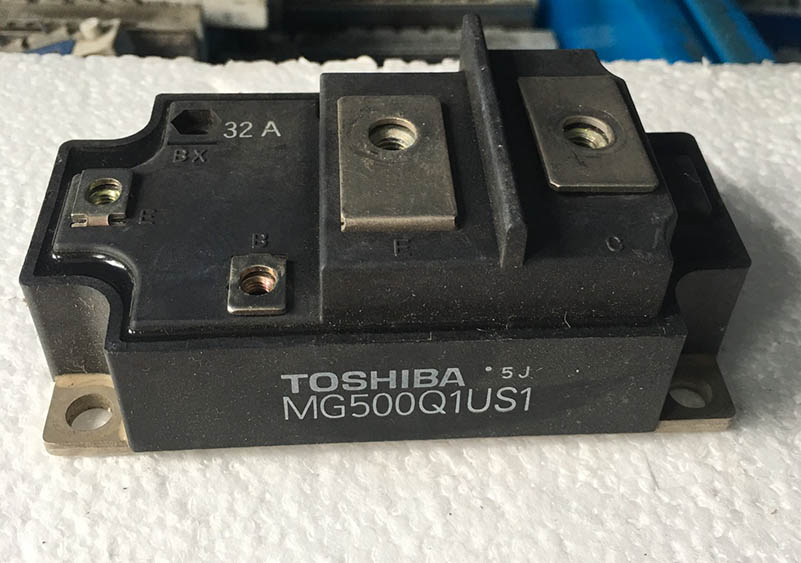 32 A
BX
E
B
E
C
TOSHIBA 5J
MG500Q1US1